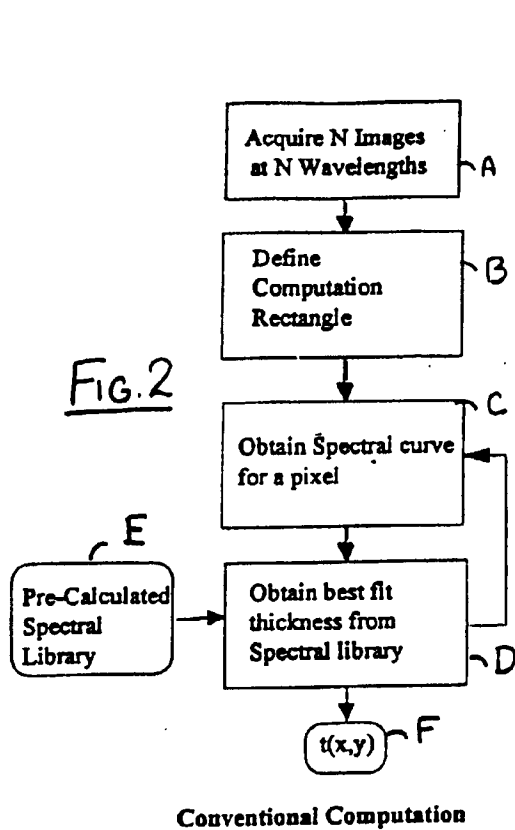 Acquire N Images
at N Wavelengths
A
Define
Computation
Rectangle
B
FIG. 2
C
Obtain Spectral curve
for a pixel
E
Pre-Calculated
Spectral
Library
Obtain best fit
thickness from
Spectral library
D
t(x,y)
F
Conventional Computation